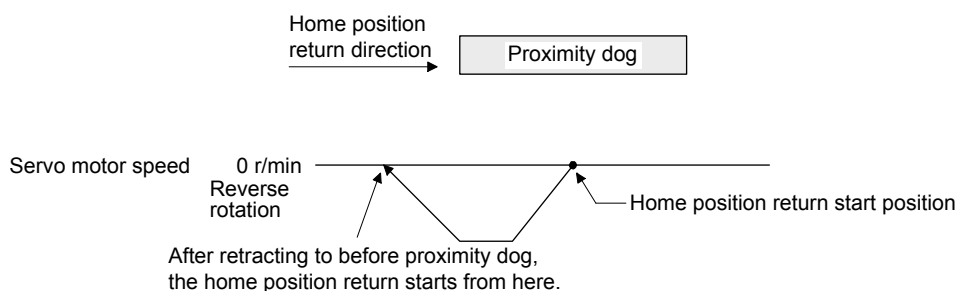 Home position
return direction
Proximity dog
Servo motor speed 0 r/min
Reverse
rotation
Home position return start position
After retracting to before proximity dog,
the home position return starts from here.